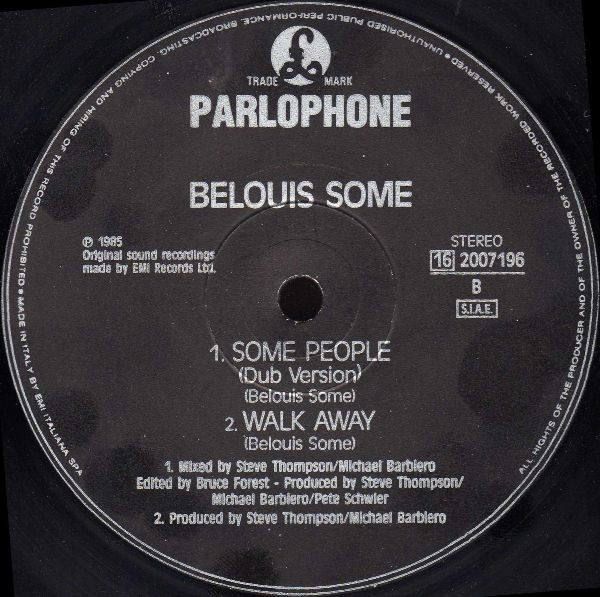 ALL RIGHTS OF THE PRODUCER AND OF THE OWNER OF THE RECORDED WORK RESERVED • UNAUTHORISED PUBLIC PERFORMANCE, BROADCASTING, COPYING AND HIRING OF THIS RECORD PROHIBITED • MADE IN ITALY BY EMI ITALIANA SPA
£
TRADE MARK
PARLOPHONE
BELOUIS SOME
℗ 1985
Original sound recordings
made by EMI Records Ltd.
STEREO
16 2007196
B
S.I.A.E.
1. SOME PEOPLE
(Dub Version)
(Belouis Some)
2. WALK AWAY
(Belouis Some)
1. Mixed by Steve Thompson/Michael Barbiero
Edited by Bruce Forest - Produced by Steve Thompson/
Michael Barbiero/Pete Schwier
2. Produced by Steve Thompson/Michael Barbiero